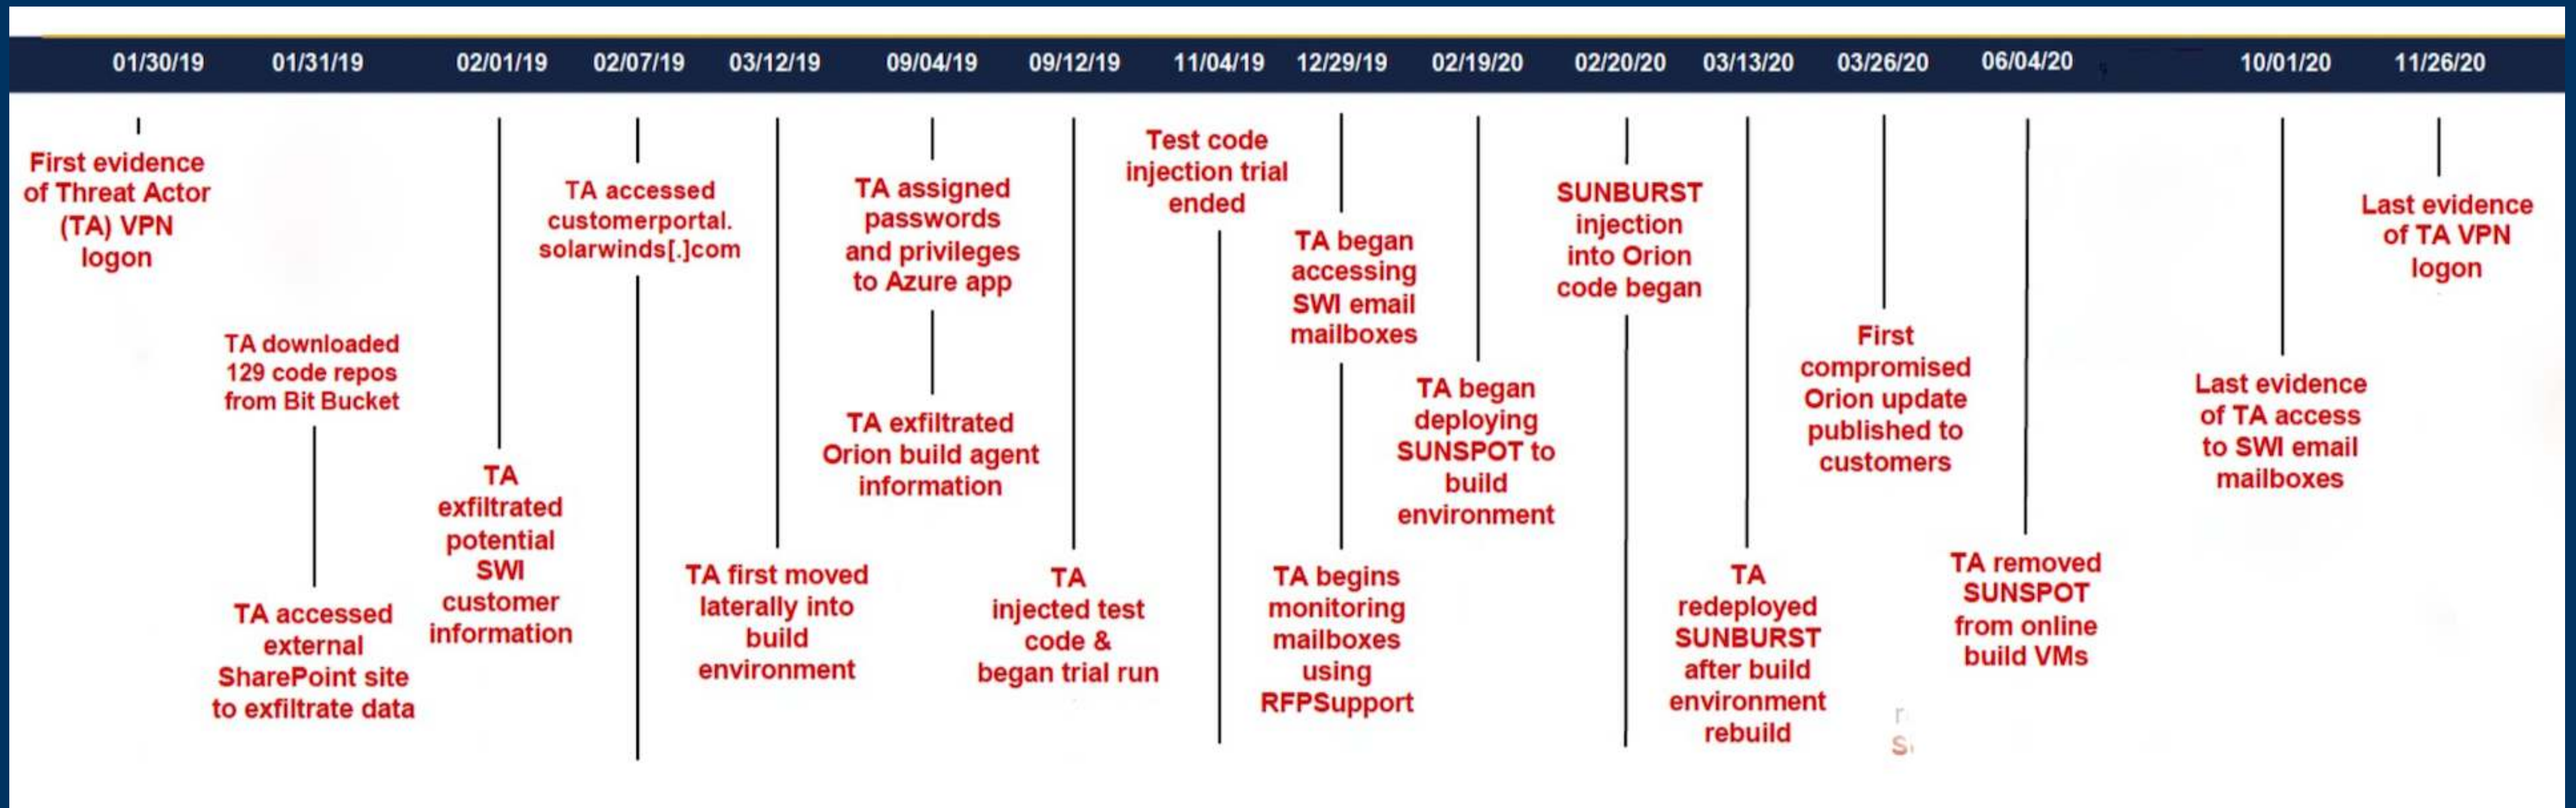 01/30/19
01/31/19
02/01/19
02/07/19
03/12/19
09/04/19
09/12/19
11/04/19
12/29/19
02/19/20
02/20/20
03/13/20
03/26/20
06/04/20
10/01/20
11/26/20
First evidence
of Threat Actor
(TA) VPN
logon
TA downloaded
129 code repos
from Bit Bucket
TA accessed
external
SharePoint site
to exfiltrate data
TA
exfiltrated
potential
SWI
customer
information
TA accessed
customerportal.
solarwinds[.]com
TA first moved
laterally into
build
environment
TA assigned
passwords
and privileges
to Azure app
TA exfiltrated
Orion build agent
information
TA
injected test
code &
began trial run
Test code
injection trial
ended
TA began
accessing
SWI email
mailboxes
TA begins
monitoring
mailboxes
using
RFPSupport
TA began
deploying
SUNSPOT to
build
environment
SUNBURST
injection
into Orion
code began
TA
redeployed
SUNBURST
after build
environment
rebuild
First
compromised
Orion update
published to
customers
TA removed
SUNSPOT
from online
build VMs
Last evidence
of TA access
to SWI email
mailboxes
Last evidence
of TA VPN
logon